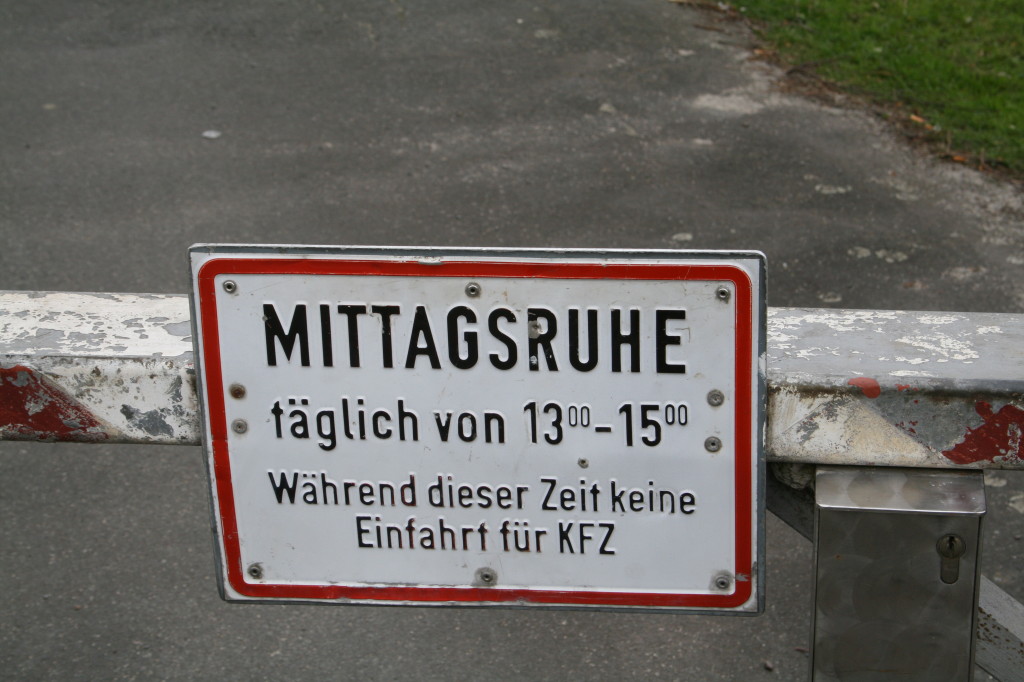 MITTAGSRUHE
täglich von 13⁰⁰-15⁰⁰
Während dieser Zeit keine
Einfahrt für KFZ